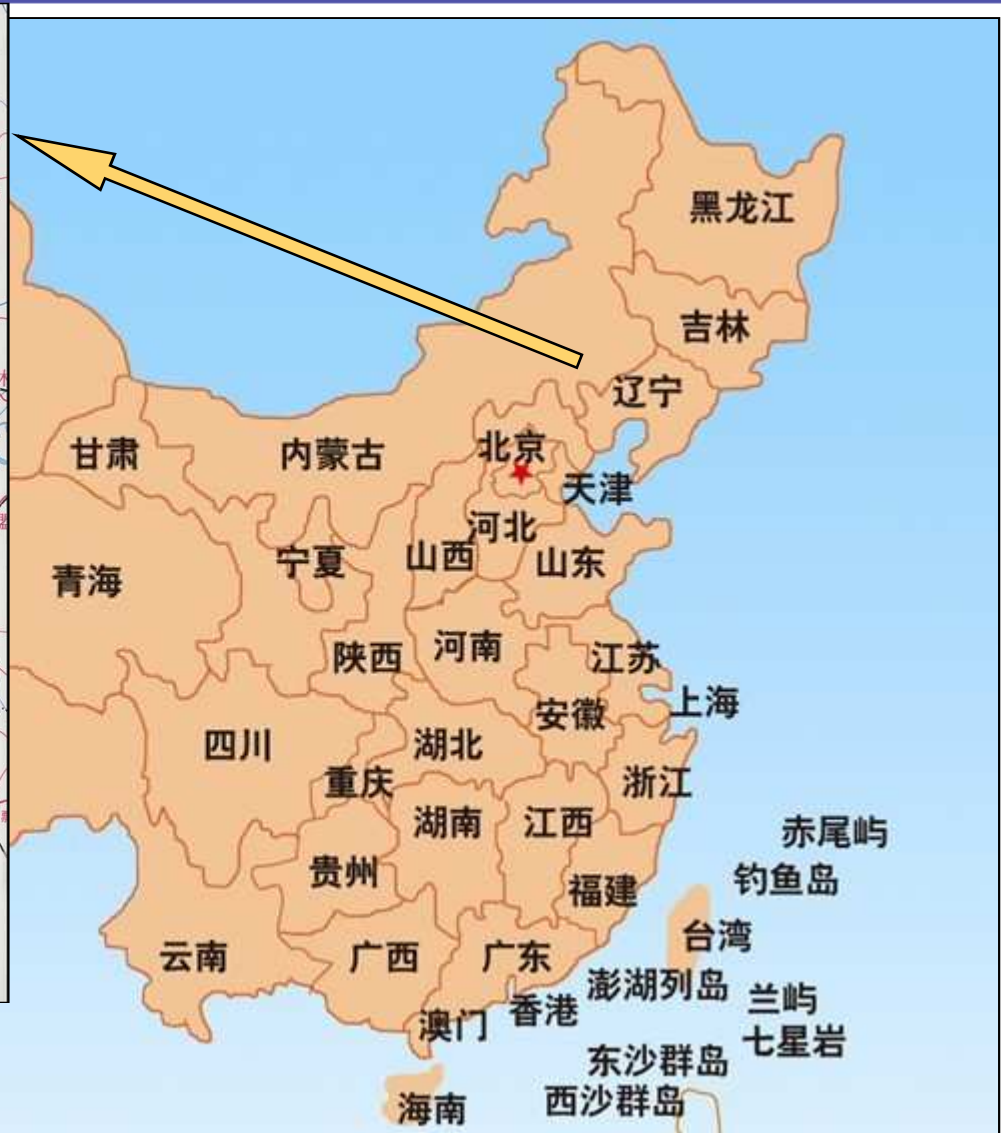 黑龙江
吉林
辽宁
北京
甘肃
内蒙古
天津
河北
山西
山东
宁夏
青海
河南
陕西
江苏
上海
安徽
四川
湖北
重庆
浙江
湖南
江西
赤尾屿
贵州
钓鱼岛
福建
台湾
云南
广西
广东
澎湖列岛
兰屿
香港
澳门
七星岩
东沙群岛
西沙群岛
海南